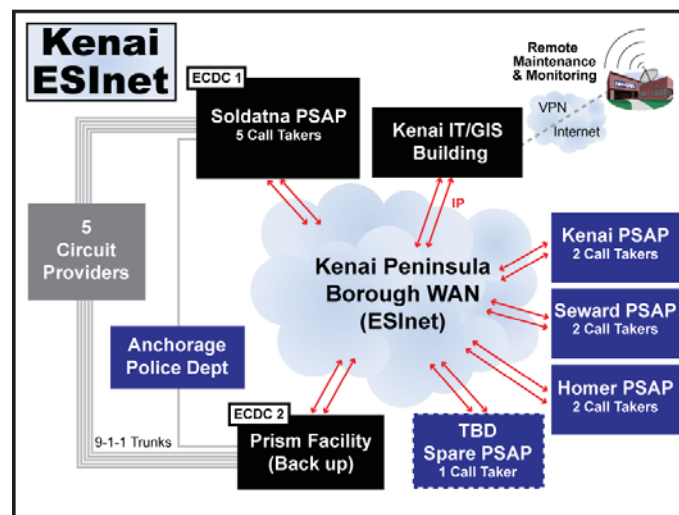 Kenai
ESInet
ECDC 1
Soldatna PSAP
5 Call Takers
Kenai IT/GIS
Building
Remote
Maintenance
& Monitoring
VPN
Internet
IP
5
Circuit
Providers
Kenai Peninsula
Borough WAN
(ESInet)
Kenai PSAP
2 Call Takers
Seward PSAP
2 Call Takers
Homer PSAP
2 Call Takers
Anchorage
Police Dept
ECDC 2
Prism Facility
(Back up)
9-1-1 Trunks
TBD
Spare PSAP
1 Call Taker